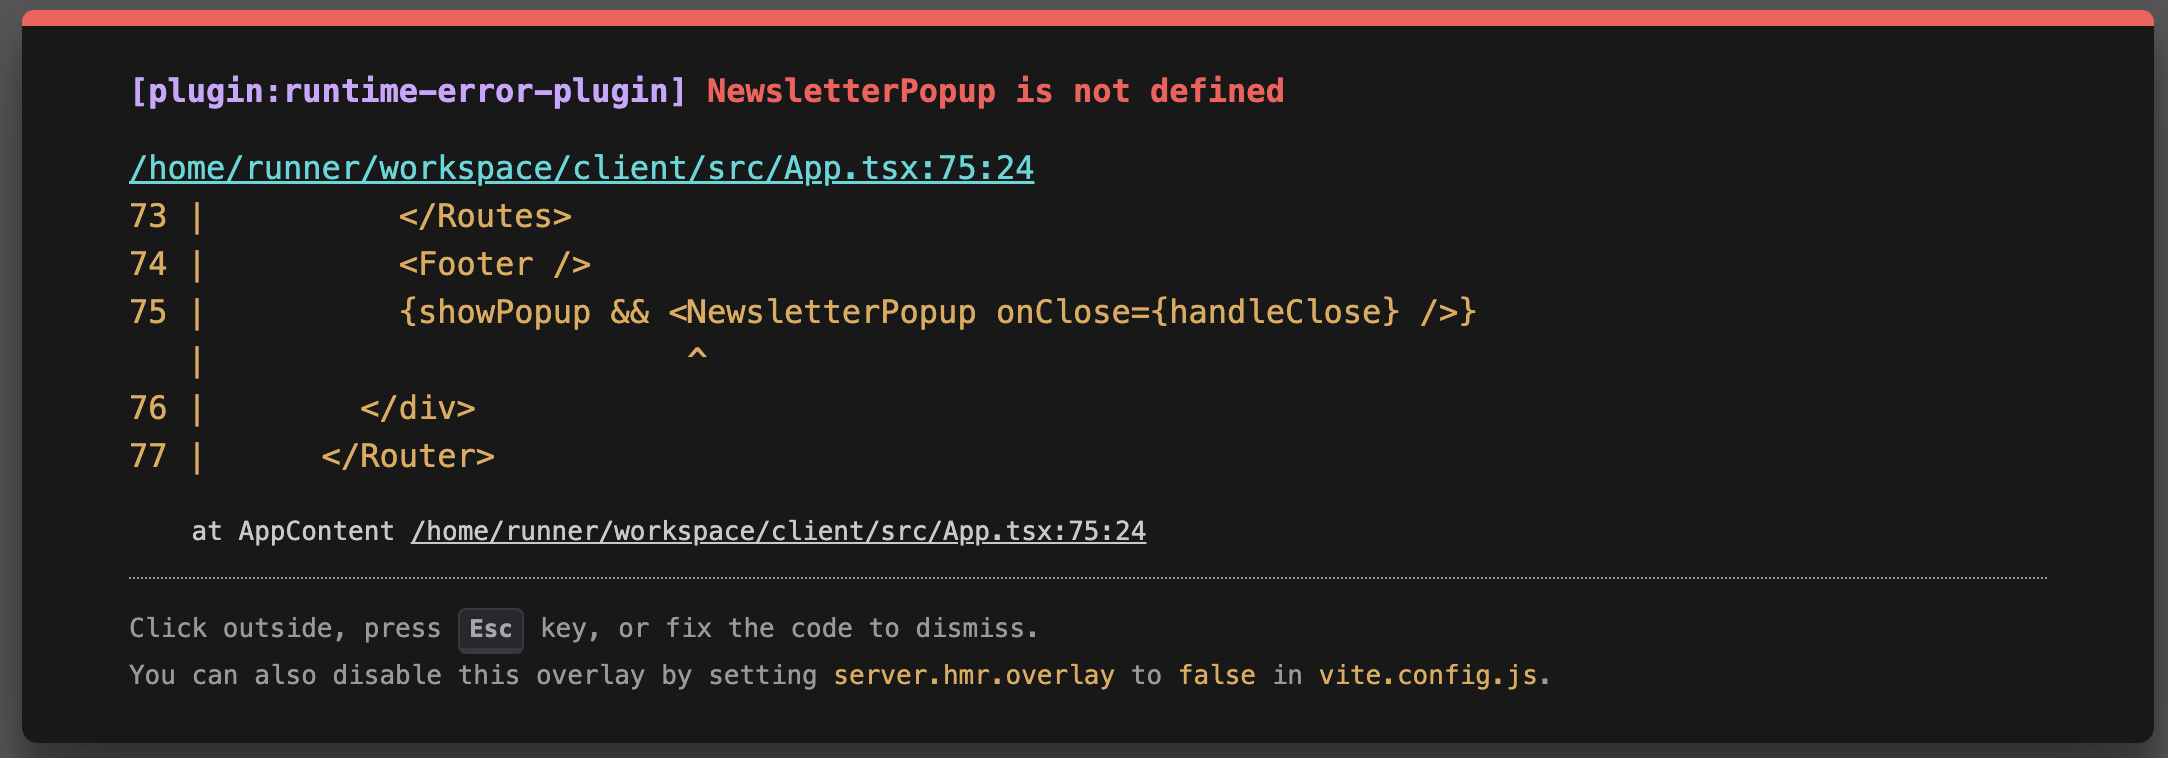 [plugin:runtime-error-plugin] NewsletterPopup is not defined
/home/runner/workspace/client/src/App.tsx:75:24
73 |          </Routes>
74 |          <Footer />
75 |          {showPopup && <NewsletterPopup onClose={handleClose} />}
   |                         ^
76 |        </div>
77 |      </Router>
at AppContent /home/runner/workspace/client/src/App.tsx:75:24
Click outside, press Esc key, or fix the code to dismiss.
You can also disable this overlay by setting server.hmr.overlay to false in vite.config.js.